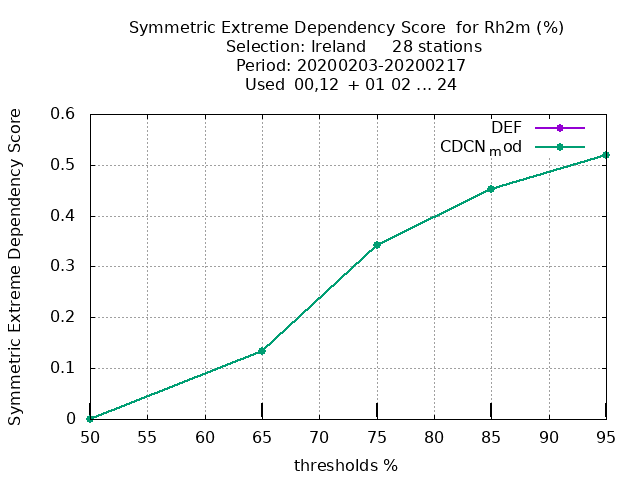 Symmetric Extreme Dependency Score for Rh2m (%)
Selection: Ireland 28 stations
Period: 20200203-20200217
Used 00,12 + 01 02 ... 24
Symmetric Extreme Dependency Score
0.6
0.5
0.4
0.3
0.2
0.1
0
DEF
CDCNmod
50 55 60 65 70 75 80 85 90 95
thresholds %